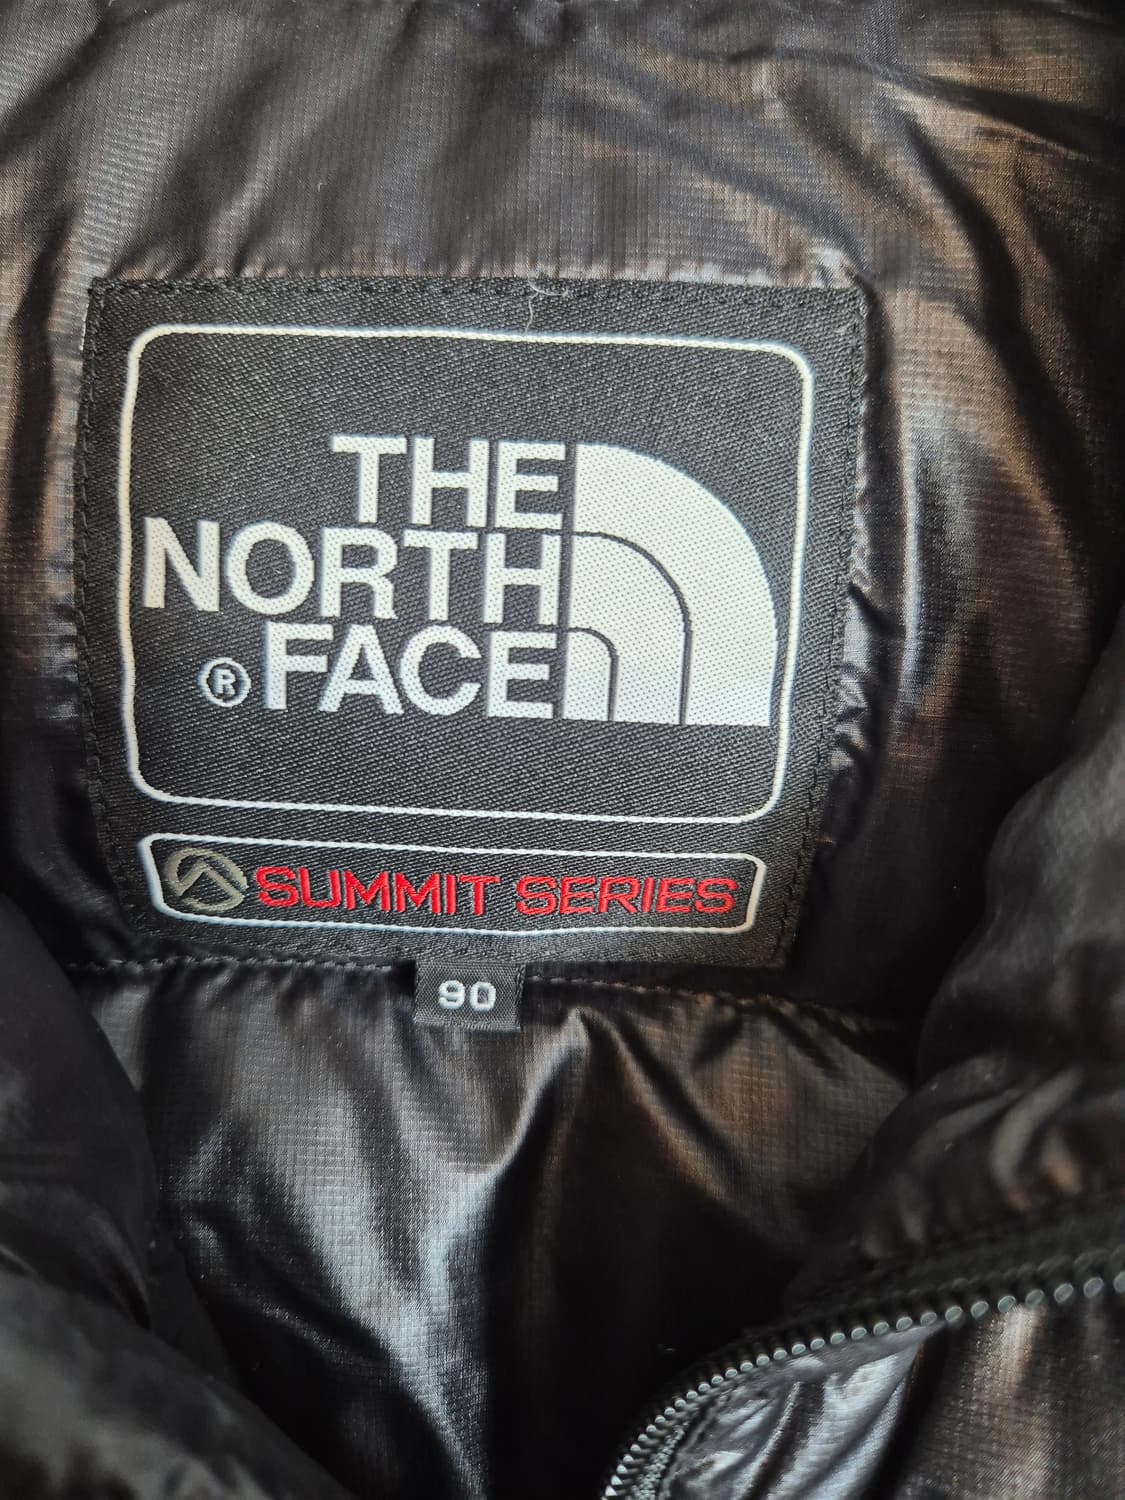 THE
NORTH
® FACE
SUMMIT SERIES
90